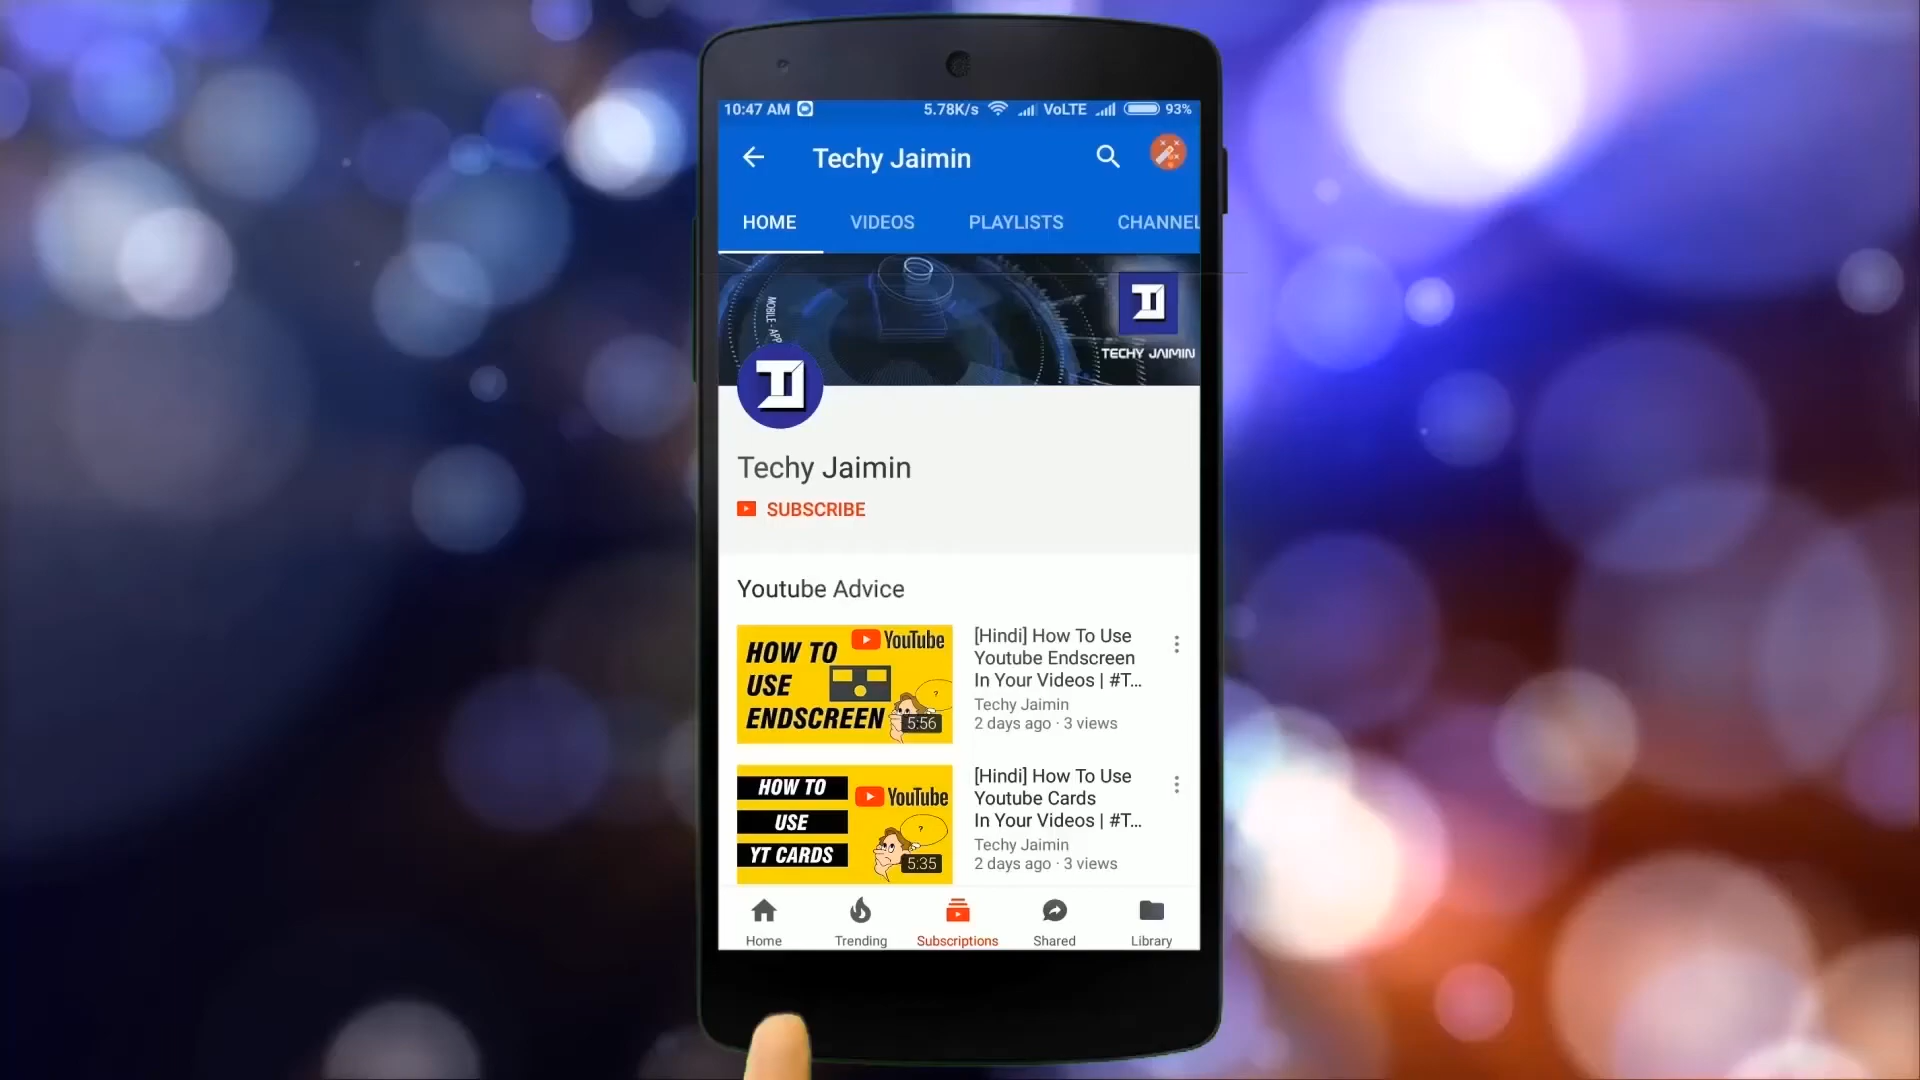 10:47 AM 5.78K/s VoLTE 93%
Techy Jaimin
HOME VIDEOS PLAYLISTS CHANNEL
MOBILE - APP
TJ
TECHY JAIMIN
TJ
Techy Jaimin
SUBSCRIBE
Youtube Advice
HOW TO
USE
ENDSCREEN
YouTube
?
5:56
[Hindi] How To Use
Youtube Endscreen
In Your Videos | #T...
Techy Jaimin
2 days ago · 3 views
HOW TO
USE
YT CARDS
YouTube
?
5:35
[Hindi] How To Use
Youtube Cards
In Your Videos | #T...
Techy Jaimin
2 days ago · 3 views
Home Trending Subscriptions Shared Library